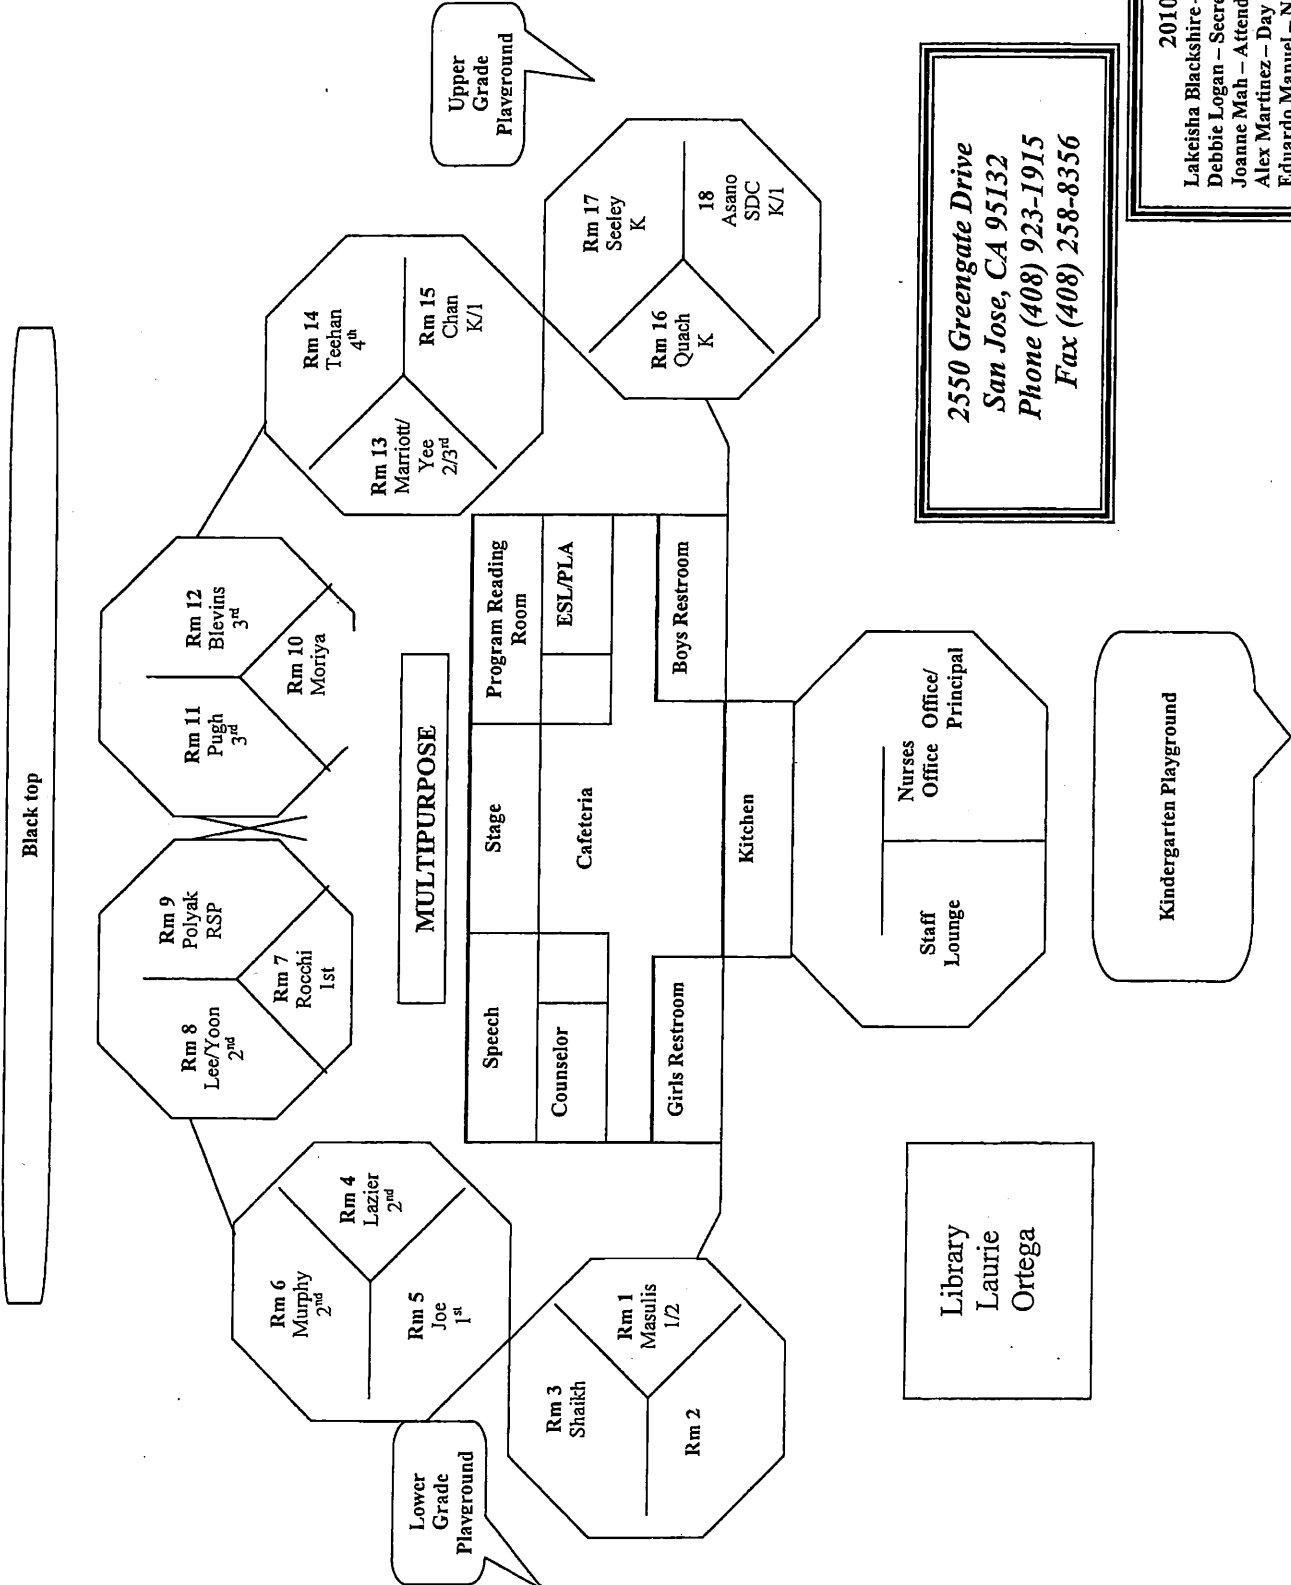 Black top
Upper
Grade
Playground
Lower
Grade
Playground
Rm 8
Lee/Yoon
2nd
Rm 9
Polyak
RSP
Rm 7
Rocchi
1st
Rm 11
Pugh
3rd
Rm 12
Blevins
3rd
Rm 10
Moriya
Rm 6
Murphy
2nd
Rm 4
Lazier
2nd
Rm 5
Joe
1st
Rm 14
Teehan
4th
Rm 13
Marriott/
Yee
2/3rd
Rm 15
Chan
K/1
MULTIPURPOSE
Speech
Stage
Program Reading
Room
Counselor
Cafeteria
ESL/PLA
Girls Restroom
Boys Restroom
Kitchen
Rm 3
Shaikh
Rm 1
Masulis
1/2
Rm 2
Rm 17
Seeley
K
Rm 16
Quach
K
18
Asano
SDC
K/1
Staff
Lounge
Nurses
Office
Office/
Principal
Library
Laurie
Ortega
Kindergarten Playground
2550 Greengate Drive
San Jose, CA 95132
Phone (408) 923-1915
Fax (408) 258-8356
2010
Lakeisha Blackshire –
Debbie Logan – Secre
Joanne Mah – Attend
Alex Martinez – Day
Eduardo Manuel – N